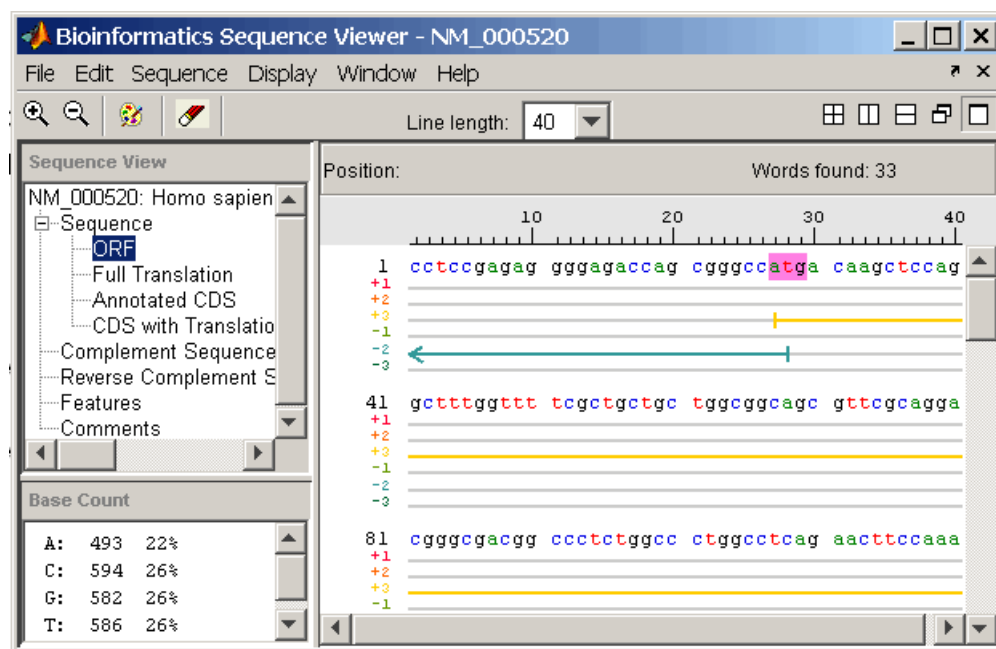 Bioinformatics Sequence Viewer - NM_000520
File Edit Sequence Display Window Help
Line length: 40
Sequence View
NM_000520: Homo sapien
Sequence
ORF
Full Translation
Annotated CDS
CDS with Translatio
Complement Sequence
Reverse Complement S
Features
Comments
Base Count
A: 493 22%
C: 594 26%
G: 582 26%
T: 586 26%
Position: Words found: 33
10 20 30 40
1 cctccgagag gggagaccag cgggccatga caagctccag
+1
+2
+3
-1
-2
-3
41 gctttggttt tcgctgctgc tggcggcagc gttcgcagga
+1
+2
+3
-1
-2
-3
81 cgggcgacgg ccctctggcc ctggcctcag aacttccaaa
+1
+2
+3
-1